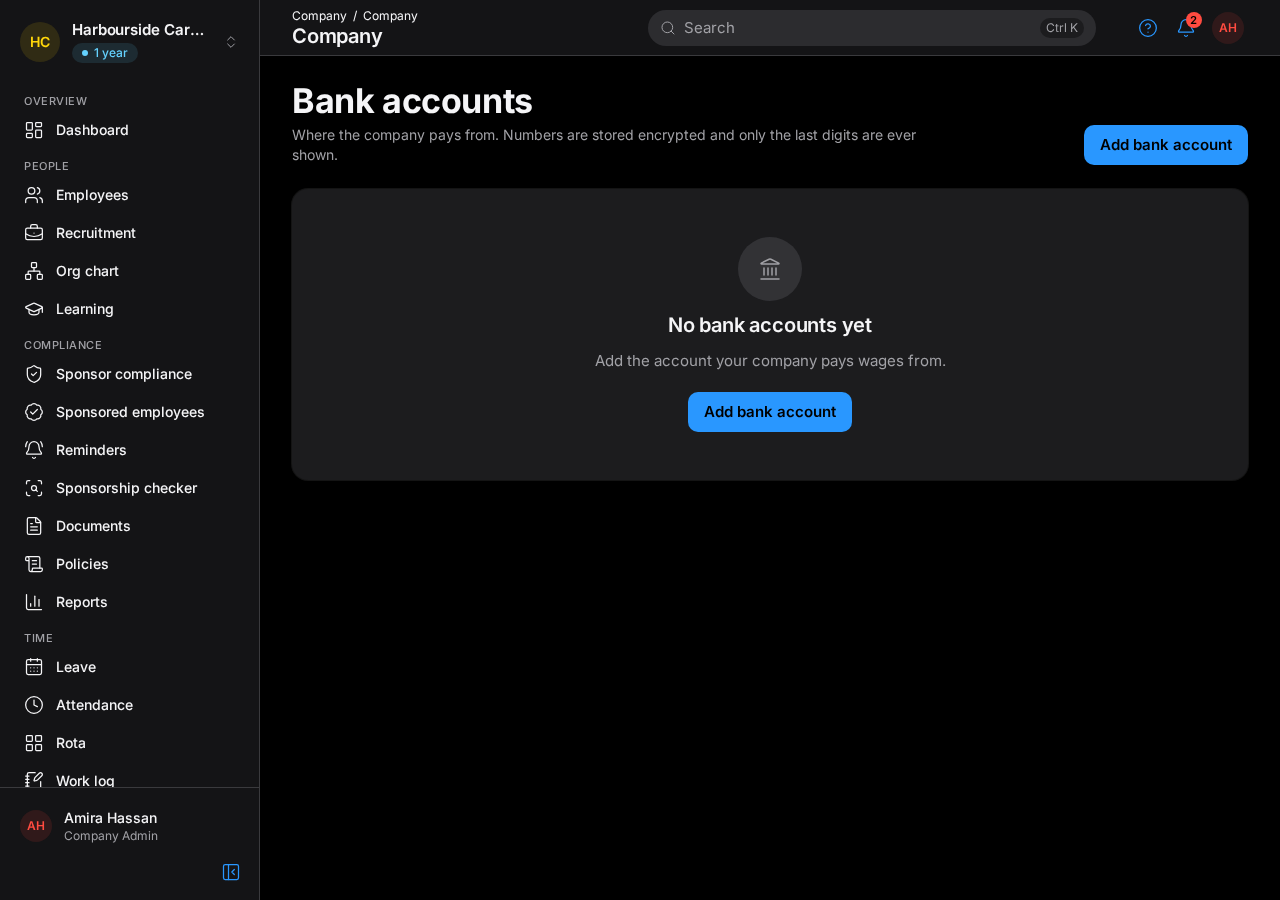 HC
Harbourside Car...
1 year
OVERVIEW
Dashboard
PEOPLE
Employees
Recruitment
Org chart
Learning
COMPLIANCE
Sponsor compliance
Sponsored employees
Reminders
Sponsorship checker
Documents
Policies
Reports
TIME
Leave
Attendance
Rota
Work log
AH
Amira Hassan
Company Admin
Company / Company
Company
Search
Ctrl K
2
AH
Bank accounts
Where the company pays from. Numbers are stored encrypted and only the last digits are ever
shown.
Add bank account
No bank accounts yet
Add the account your company pays wages from.
Add bank account